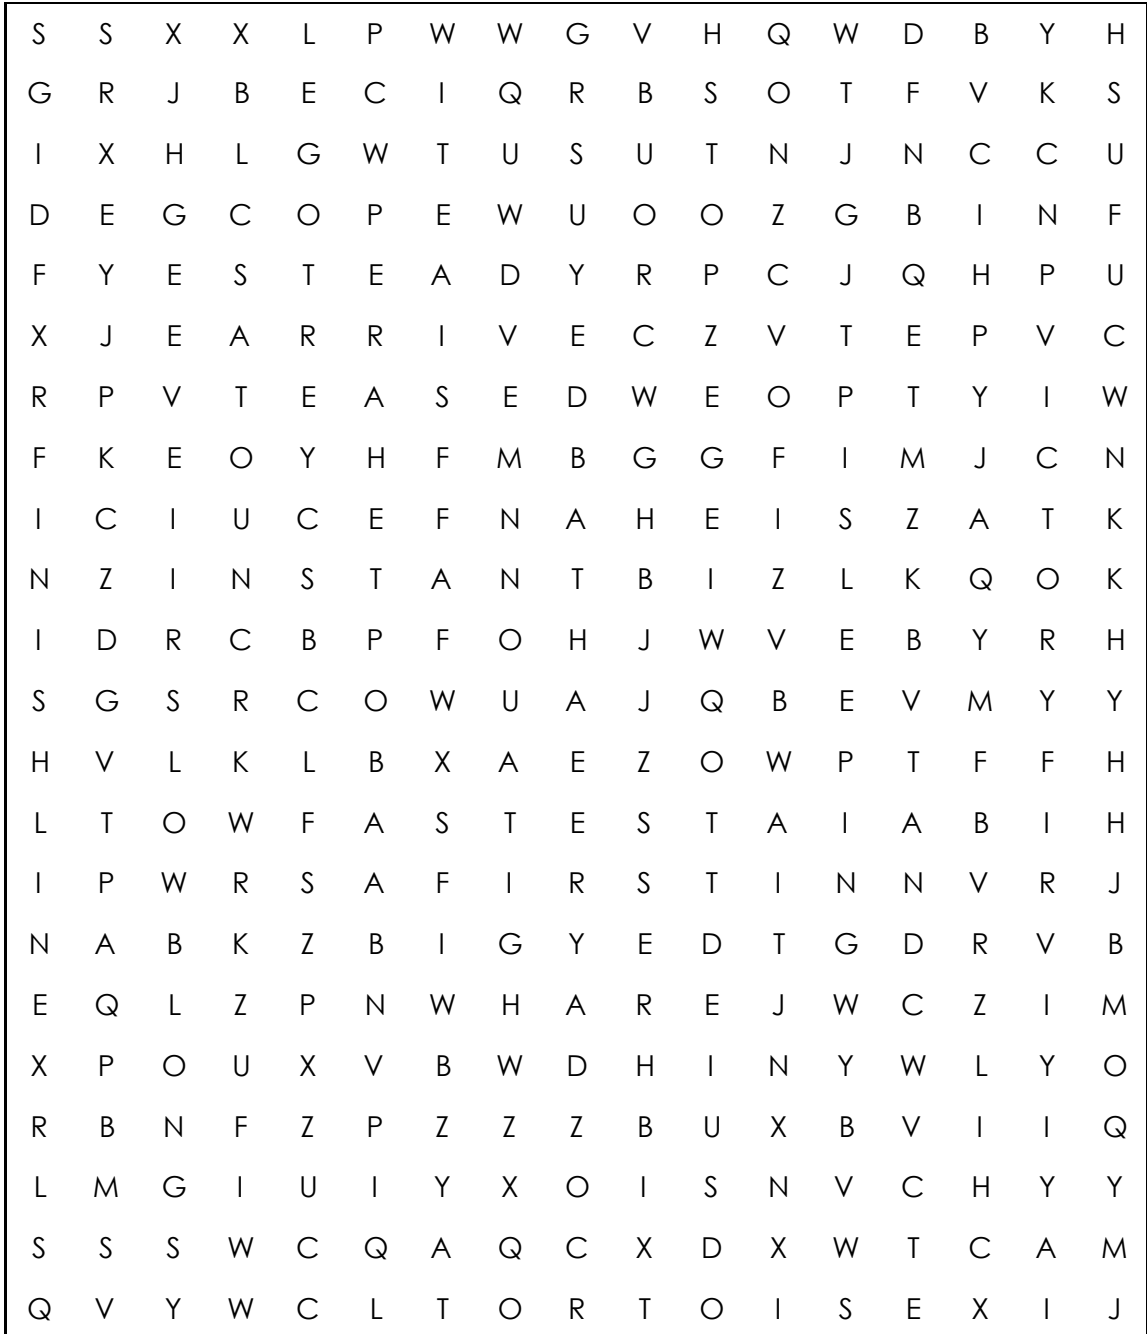 S S X X L P W W G V H Q W D B Y H
G R J B E C I Q R B S O T F V K S
I X H L G W T U S U T N J N C C U
D E G C O P E W U O O Z G B I N F
F Y E S T E A D Y R P C J Q H P U
X J E A R R I V E C Z V T E P V C
R P V T E A S E D W E O P T Y I W
F K E O Y H F M B G G F I M J C N
I C I U C E F N A H E I S Z A T K
N Z I N S T A N T B I Z L K Q O K
I D R C B P F O H J W V E B Y R H
S G S R C O W U A J Q B E V M Y Y
H V L K L B X A E Z O W P T F F H
L T O W F A S T E S T A I A B I H
I P W R S A F I R S T I N N V R J
N A B K Z B I G Y E D T G D R V B
E Q L Z P N W H A R E J W C Z I M
X P O U X V B W D H I N Y W L Y O
R B N F Z P Z Z Z B U X B V I I Q
L M G I U I Y X O I S N V C H Y Y
S S S W C Q A Q C X D X W T C A M
Q V Y W C L T O R T O I S E X I J